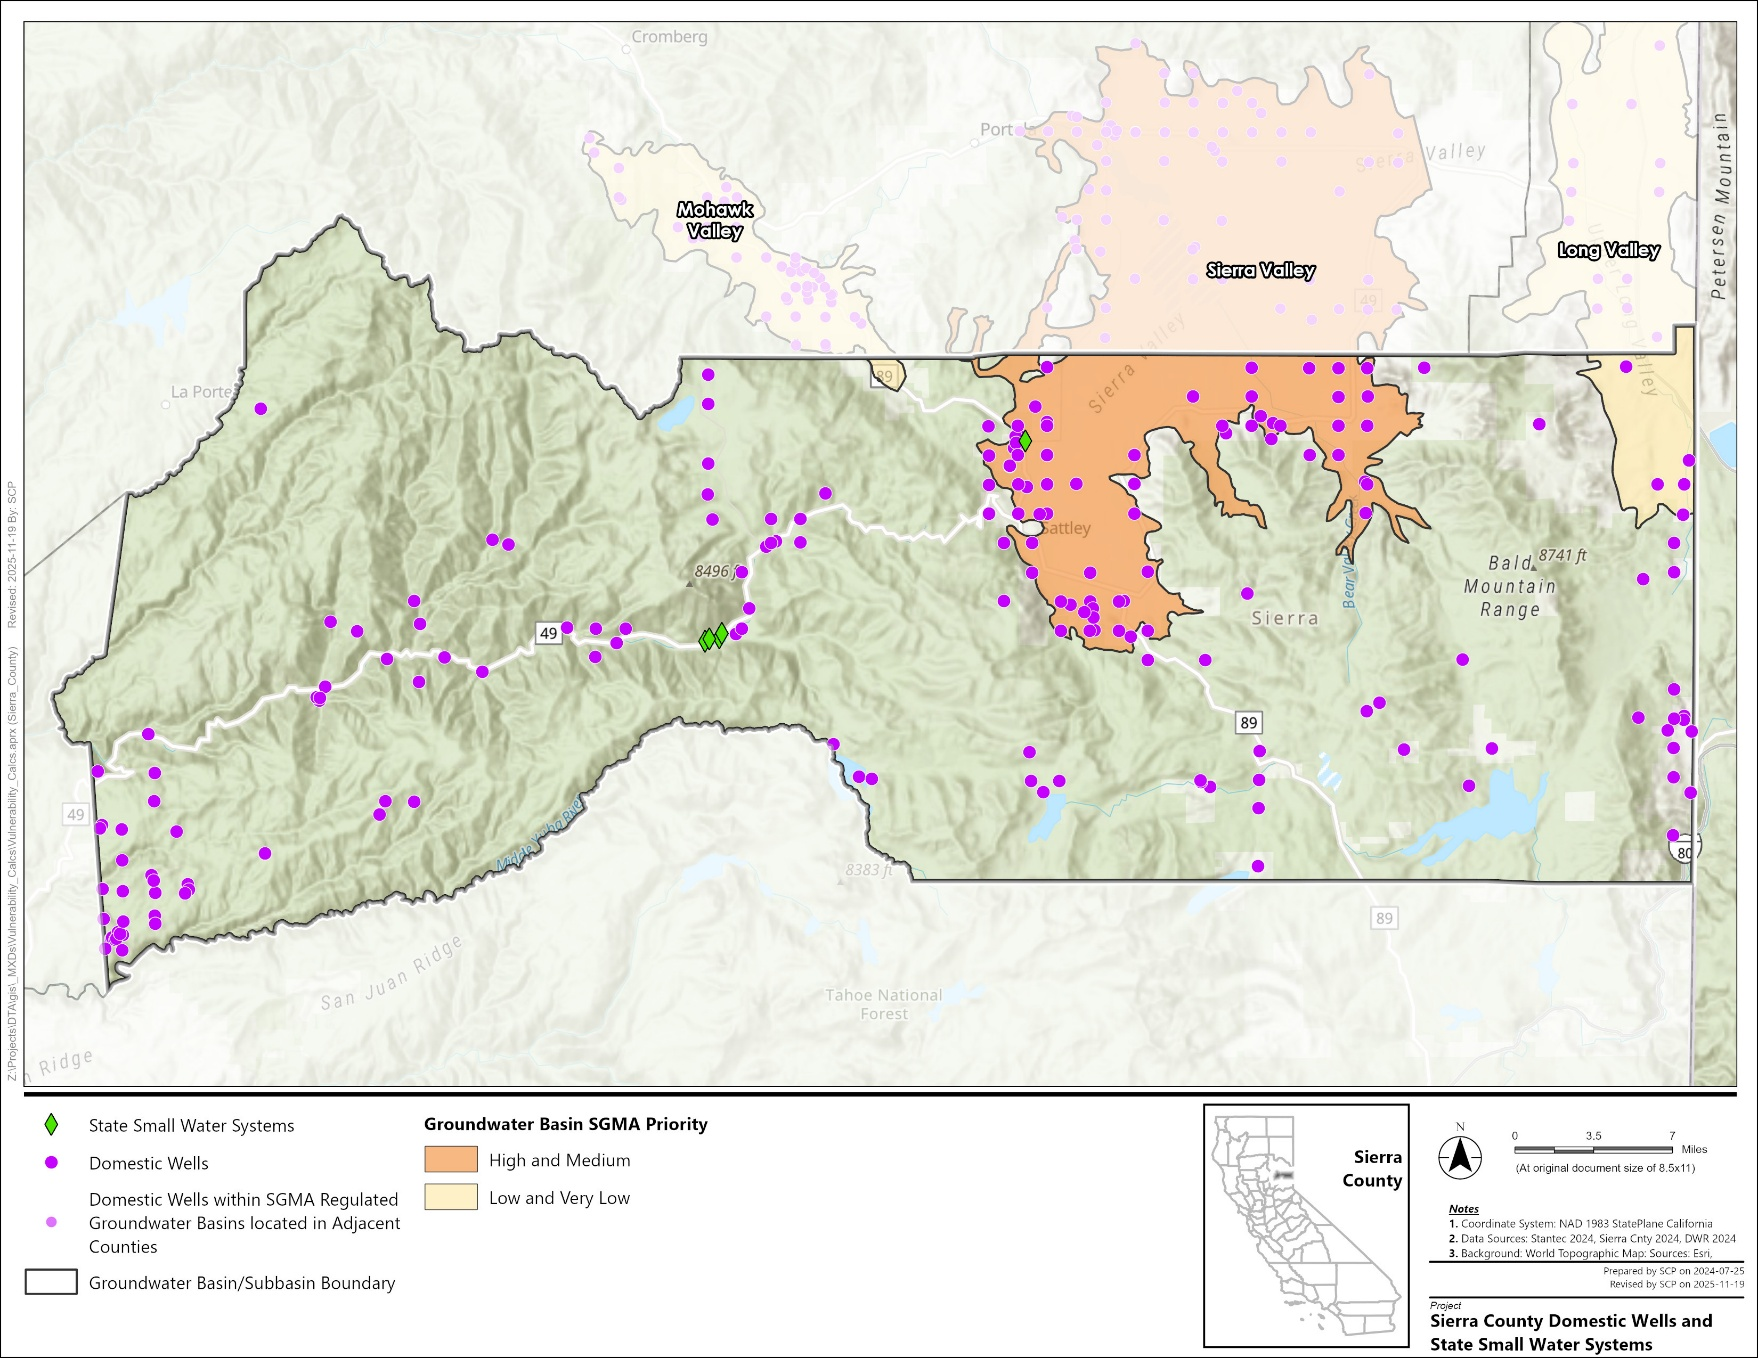 Cromberg
Portola
Sierra Valley
Petersen Mountain
Mohawk
Valley
Sierra Valley
Long Valley
Upper Long Valley
49
Sierra Valley
89
La Porte
Sattley
8496 ft
Bald
Mountain
Range
8741 ft
Bear Valley
Sierra
49
89
49
Middle Yuba River
8383 ft
80
89
San Juan Ridge
Tahoe National
Forest
n Ridge
Z:\Projects\DTA\gis\_MXDs\Vulnerability_Calcs\Vulnerability_Calcs.aprx (Sierra_County) Revised: 2025-11-19 By: SCP
State Small Water Systems
Domestic Wells
Domestic Wells within SGMA Regulated
Groundwater Basins located in Adjacent
Counties
Groundwater Basin/Subbasin Boundary
Groundwater Basin SGMA Priority
High and Medium
Low and Very Low
Sierra
County
N
0 3.5 7
Miles
(At original document size of 8.5x11)
Notes
1. Coordinate System: NAD 1983 StatePlane California
2. Data Sources: Stantec 2024, Sierra Cnty 2024, DWR 2024
3. Background: World Topographic Map: Sources: Esri,
Prepared by SCP on 2024-07-25
Revised by SCP on 2025-11-19
Project
Sierra County Domestic Wells and
State Small Water Systems